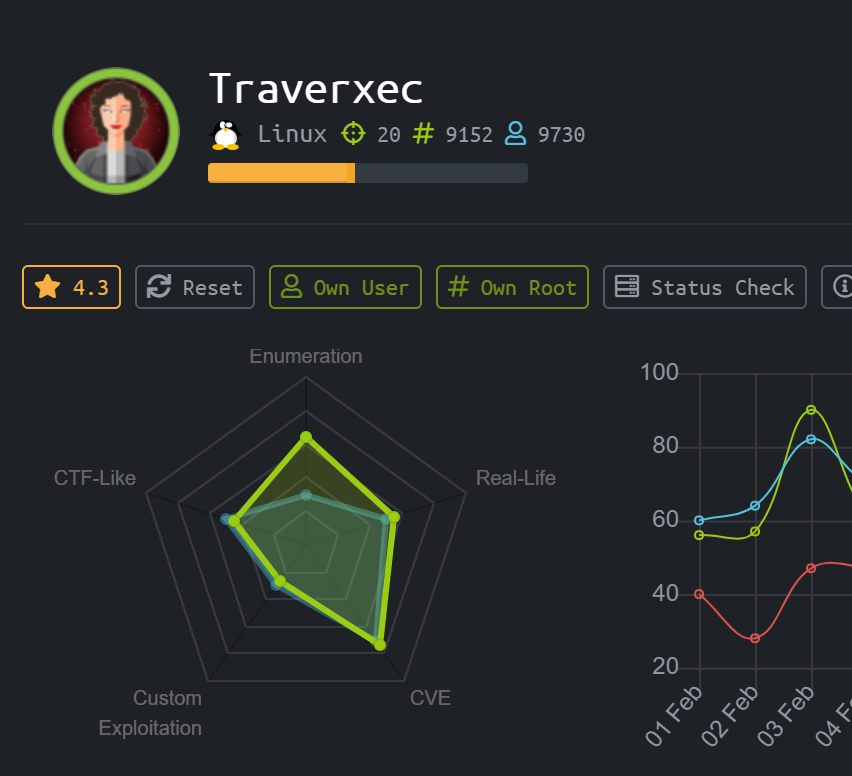 Traverxec
Linux 20 # 9152 9730
4.3 Reset Own User # Own Root Status Check
Enumeration
CTF-Like
Real-Life
Custom
Exploitation
CVE
100
80
60
40
20
01 Feb
02 Feb
03 Feb
04 Fe